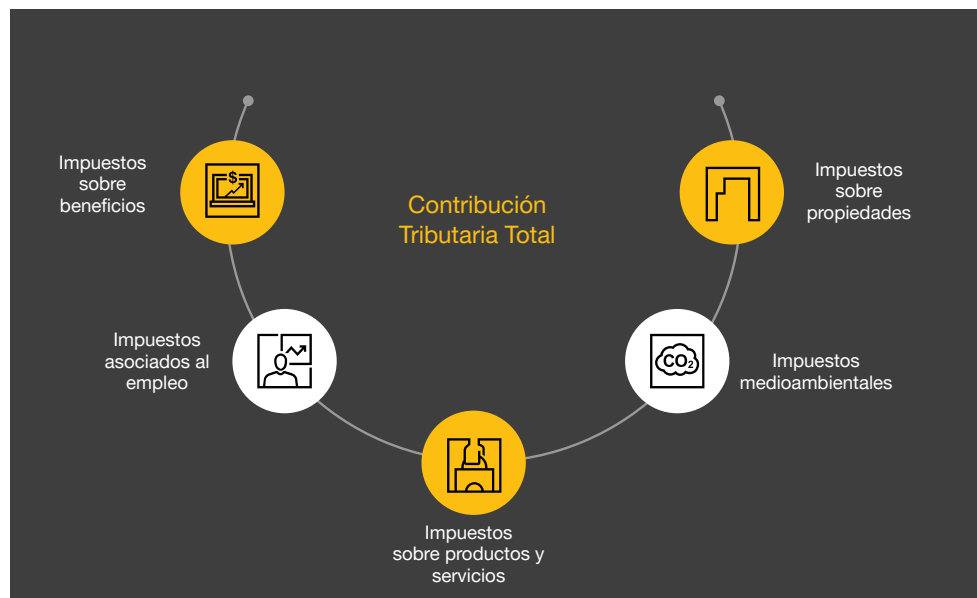 Contribución
Tributaria Total
Impuestos
sobre
beneficios
$
Impuestos
asociados al
empleo
Impuestos
sobre productos y
servicios
CO₂
Impuestos
medioambientales
Impuestos
sobre
propiedades